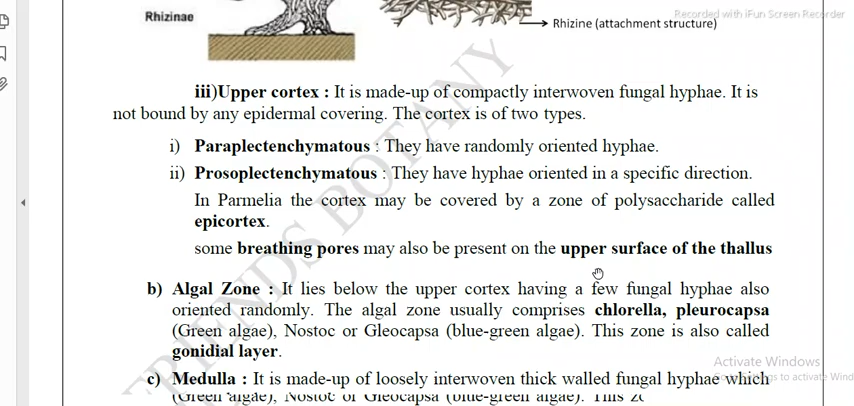 Recorded with iFun Screen Recorder
Rhizinae
Rhizine (attachment structure)
iii)Upper cortex : It is made-up of compactly interwoven fungal hyphae. It is
not bound by any epidermal covering. The cortex is of two types.
i) Paraplectenchymatous : They have randomly oriented hyphae.
ii) Prosoplectenchymatous : They have hyphae oriented in a specific direction.
In Parmelia the cortex may be covered by a zone of polysaccharide called
epicortex.
some breathing pores may also be present on the upper surface of the thallus
b) Algal Zone : It lies below the upper cortex having a few fungal hyphae also
oriented randomly. The algal zone usually comprises chlorella, pleurocapsa
(Green algae), Nostoc or Gleocapsa (blue-green algae). This zone is also called
gonidial layer.
c) Medulla : It is made-up of loosely interwoven thick walled fungal hyphae which
(Green algae), Nostoc or Gleocapsa (blue-green algae). This
FRIENDS BOTANY
Activate Windows
to activate Wind